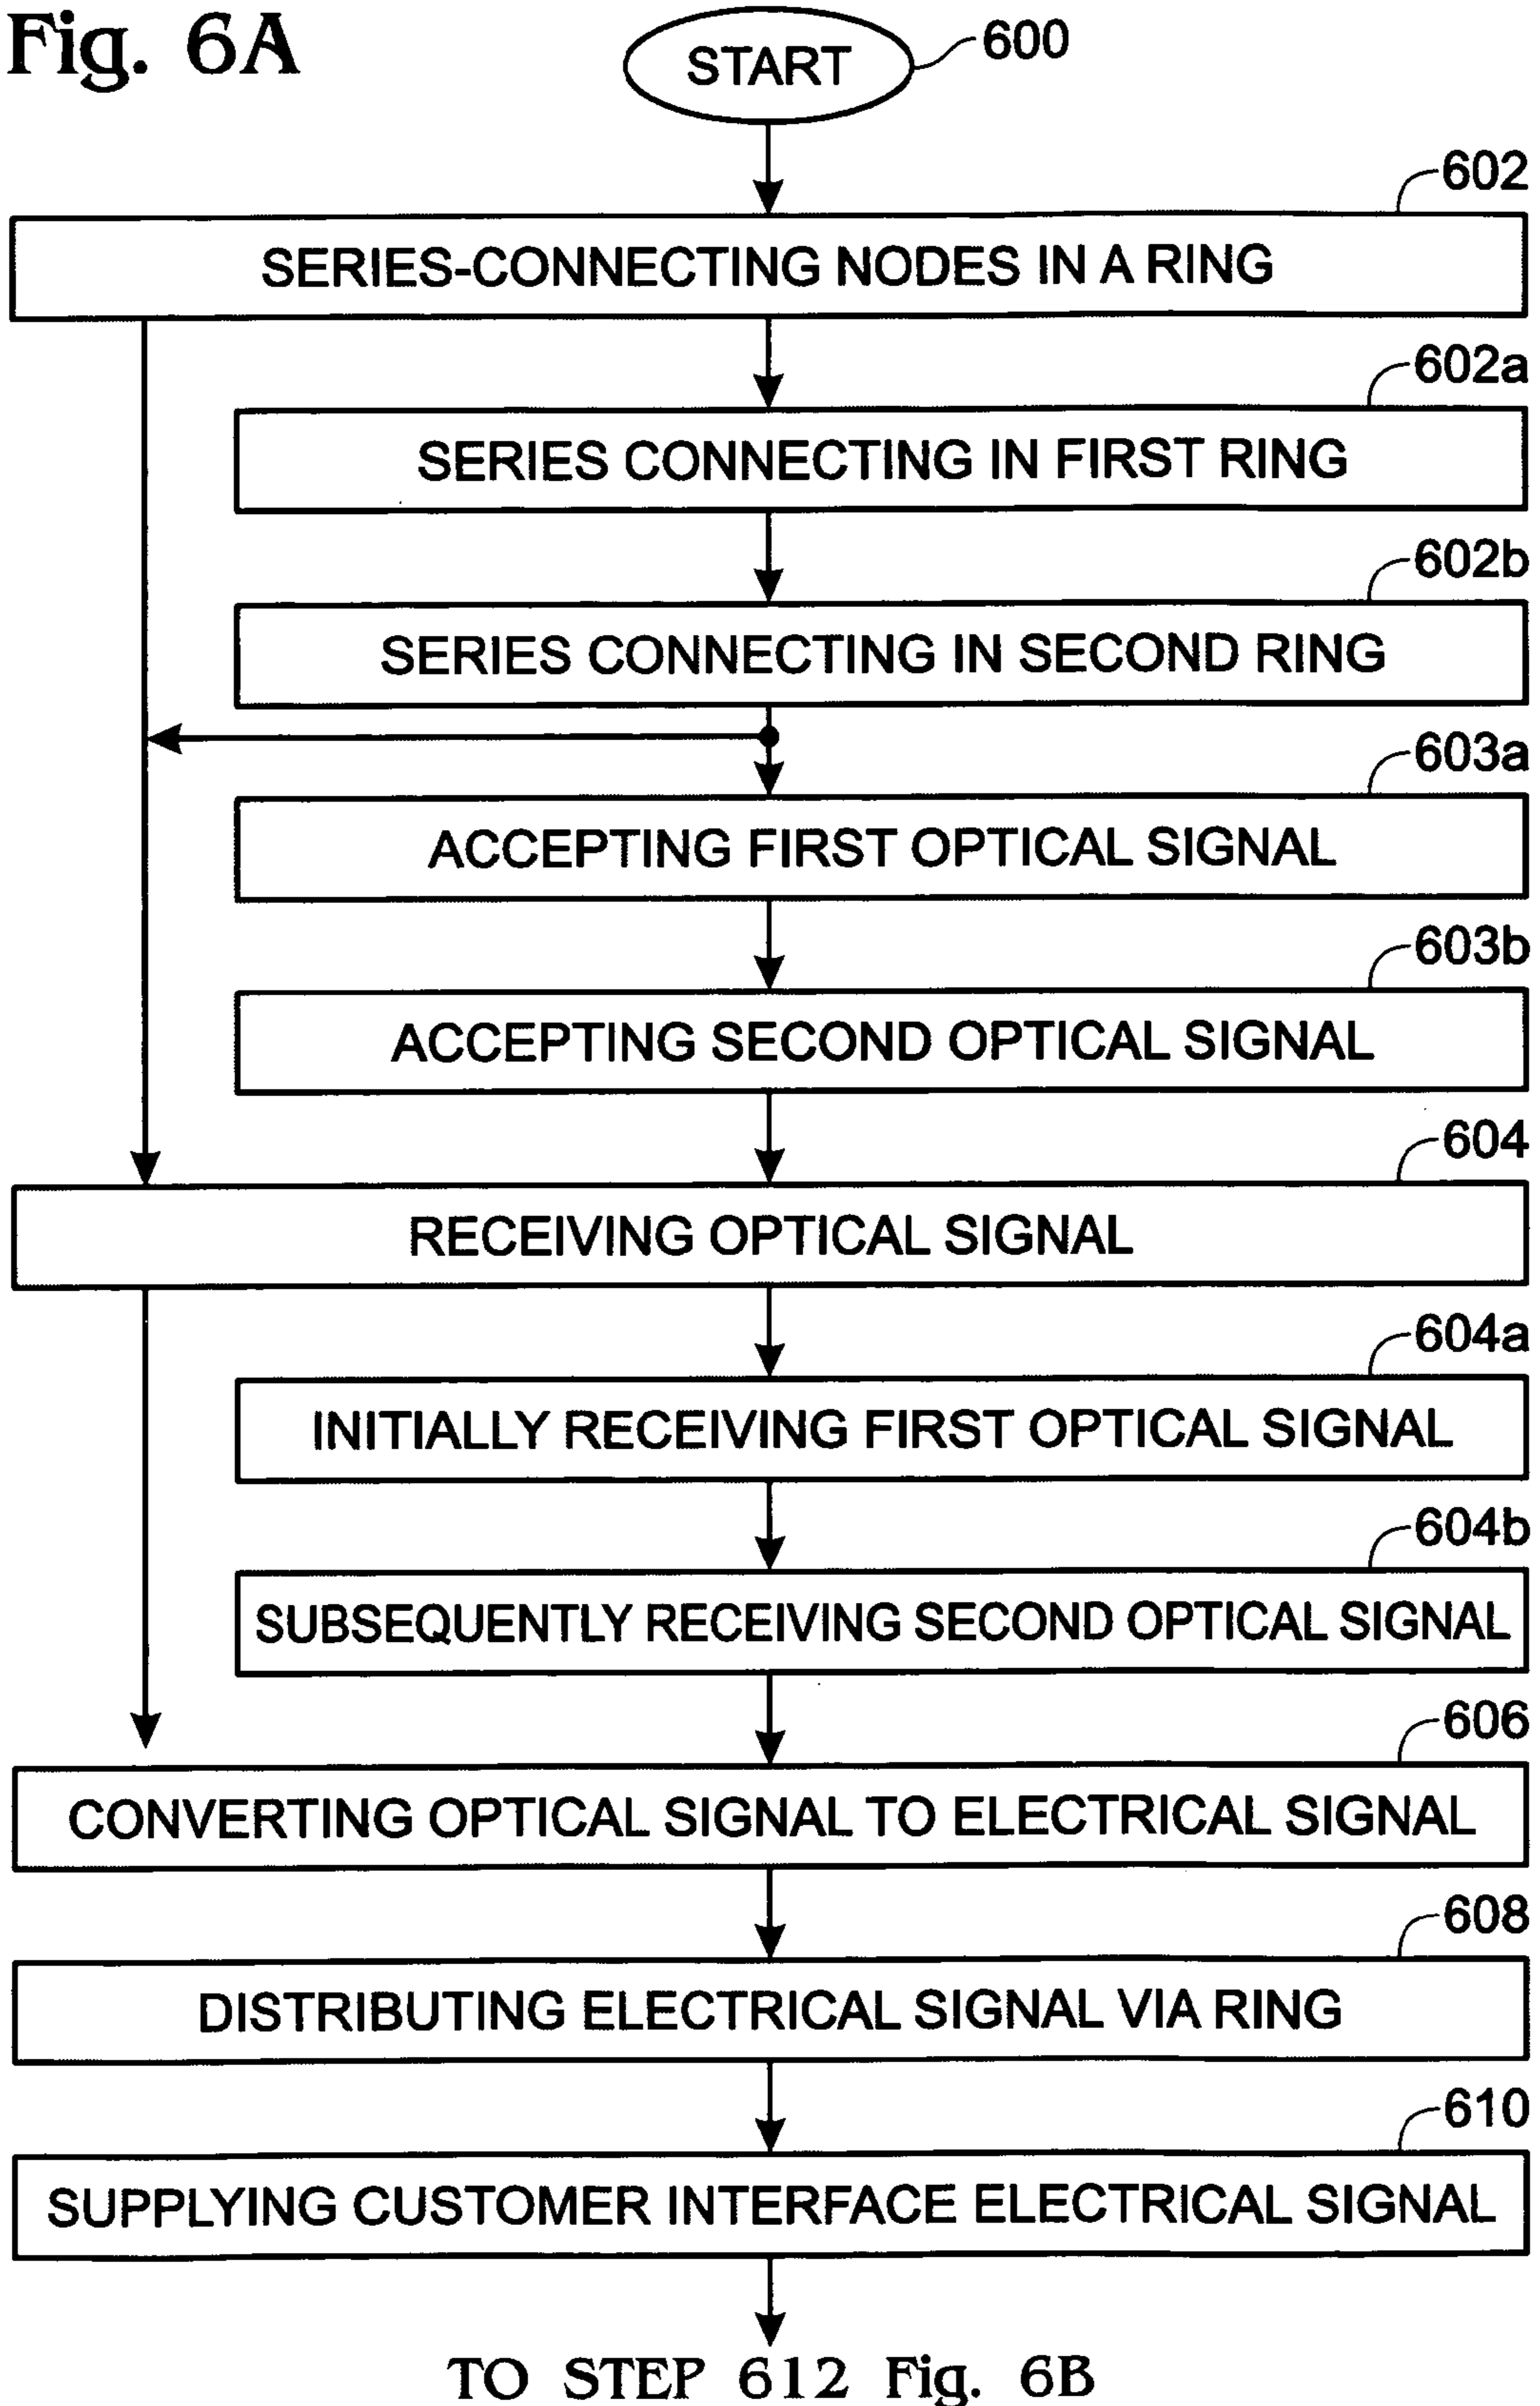 Fig. 6A
START
600
602
SERIES-CONNECTING NODES IN A RING
602a
SERIES CONNECTING IN FIRST RING
602b
SERIES CONNECTING IN SECOND RING
603a
ACCEPTING FIRST OPTICAL SIGNAL
603b
ACCEPTING SECOND OPTICAL SIGNAL
604
RECEIVING OPTICAL SIGNAL
604a
INITIALLY RECEIVING FIRST OPTICAL SIGNAL
604b
SUBSEQUENTLY RECEIVING SECOND OPTICAL SIGNAL
606
CONVERTING OPTICAL SIGNAL TO ELECTRICAL SIGNAL
608
DISTRIBUTING ELECTRICAL SIGNAL VIA RING
610
SUPPLYING CUSTOMER INTERFACE ELECTRICAL SIGNAL
TO STEP 612 Fig. 6B